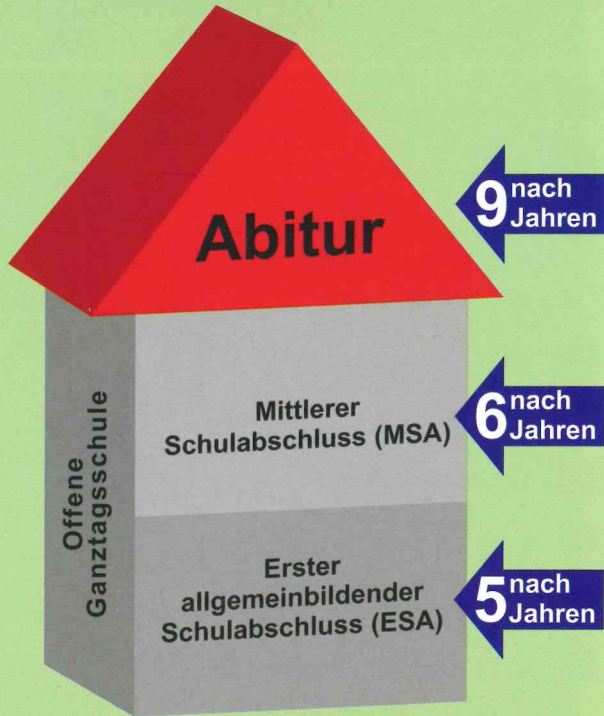 Abitur
nach
9 Jahren
Offene
Ganztagsschule
Mittlerer
Schulabschluss (MSA)
nach
6 Jahren
Erster
allgemeinbildender
Schulabschluss (ESA)
nach
5 Jahren